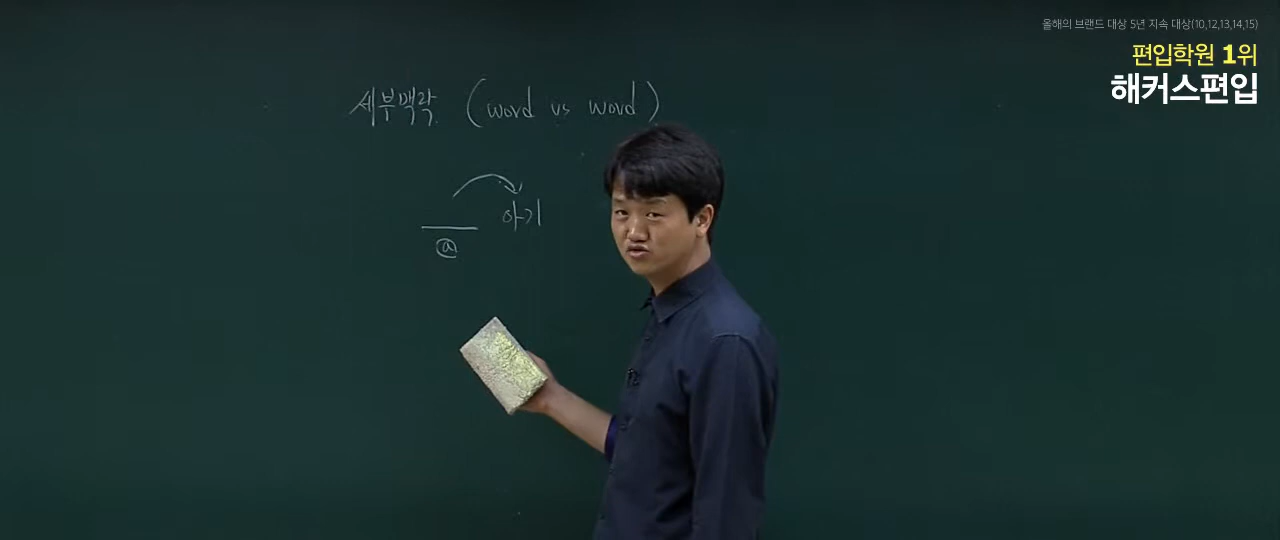 올해의 브랜드 대상 5년 지속 대상(10,12,13,14,15)
편입학원 1위
해커스편입
세부맥락 (word vs word)
아기
ⓐ